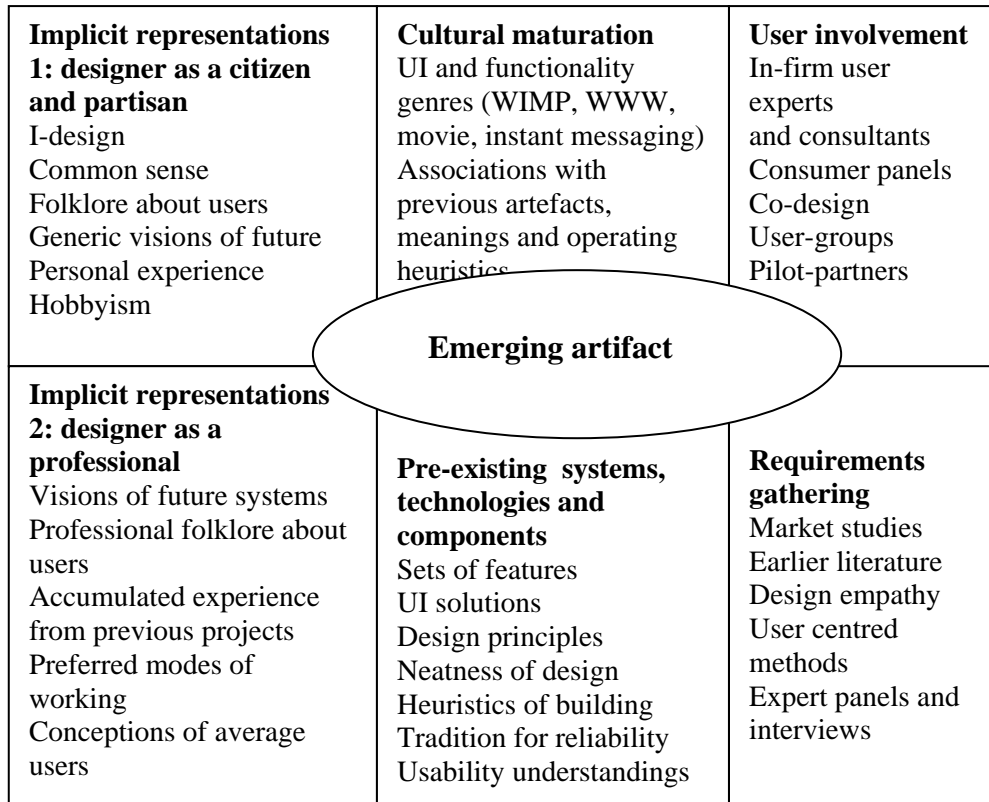 Implicit representations
1: designer as a citizen
and partisan
I-design
Common sense
Folklore about users
Generic visions of future
Personal experience
Hobbyism
Cultural maturation
UI and functionality
genres (WIMP, WWW,
movie, instant messaging)
Associations with
previous artefacts,
meanings and operating
heuristics
User involvement
In-firm user
experts
and consultants
Consumer panels
Co-design
User-groups
Pilot-partners
Emerging artifact
Implicit representations
2: designer as a
professional
Visions of future systems
Professional folklore about
users
Accumulated experience
from previous projects
Preferred modes of
working
Conceptions of average
users
Pre-existing systems,
technologies and
components
Sets of features
UI solutions
Design principles
Neatness of design
Heuristics of building
Tradition for reliability
Usability understandings
Requirements
gathering
Market studies
Earlier literature
Design empathy
User centred
methods
Expert panels and
interviews